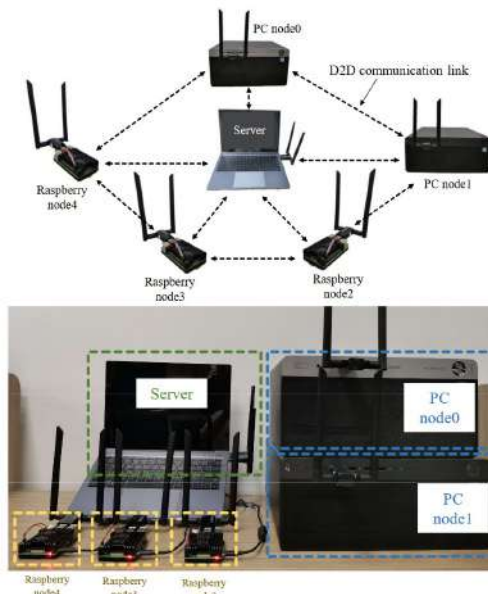 PC node0
D2D communication link
Server
PC node1
Raspberry
node4
Raspberry
node3
Raspberry
node2
Server
PC
node0
PC
node1
Raspberry
Raspberry
Raspberry